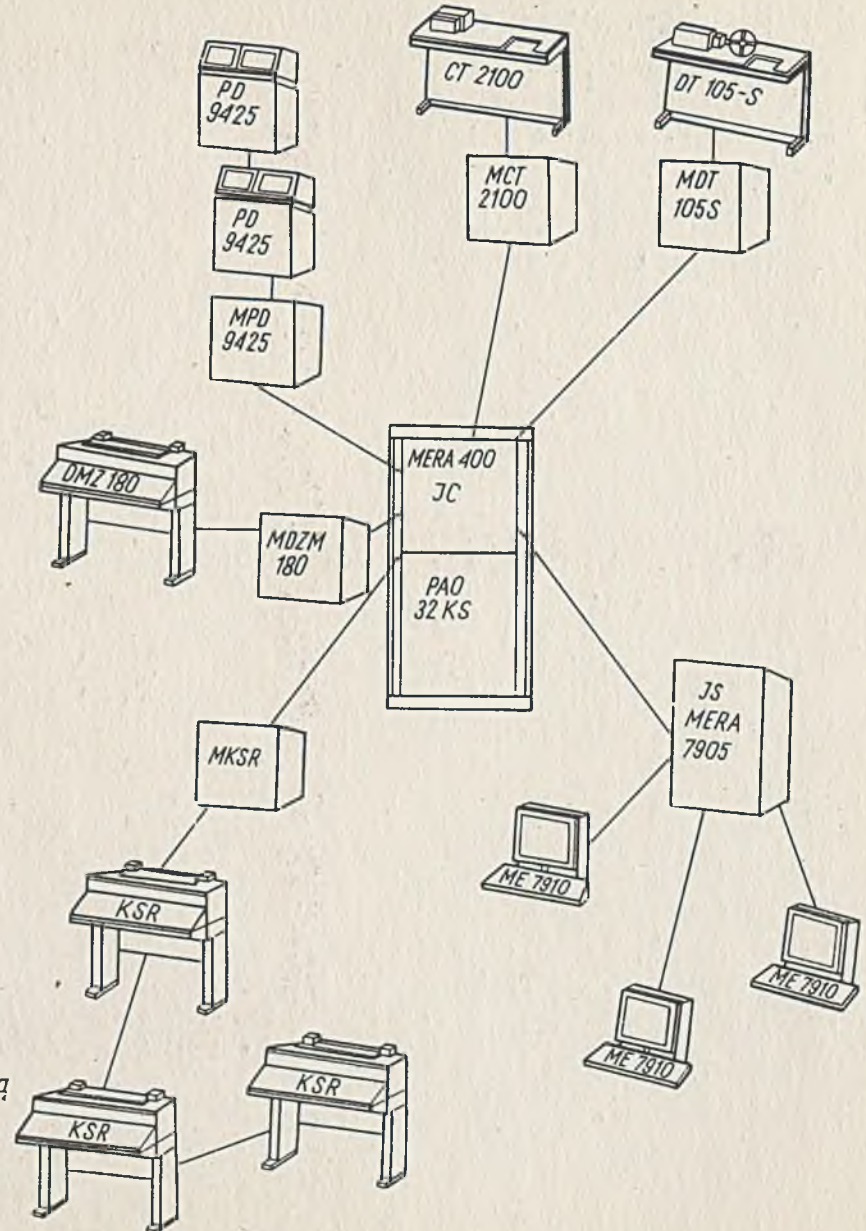 PD
9425
CT 2100
DT 105-S
PD
9425
MCT
2100
MDT
105S
MPD
9425
DMZ 180
MDZM
180
MERA 400
JC
PAO
32 KS
JS
MERA
7905
MKSR
ME 7910
KSR
ME 7910
ME 7910
KSR
KSR